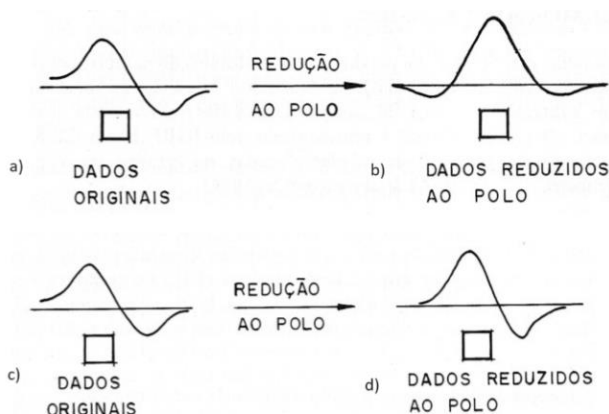 REDUÇÃO
AO POLO
a)
DADOS
ORIGINAIS
b)
DADOS REDUZIDOS
AO POLO
REDUÇÃO
AO POLO
c)
DADOS
ORIGINAIS
d)
DADOS REDUZIDOS
AO POLO